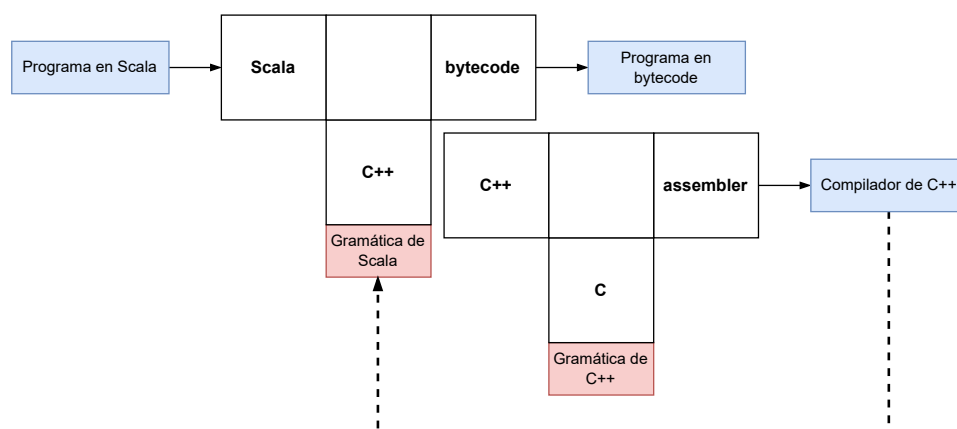 Programa en Scala
Scala
bytecode
Programa en
bytecode
C++
C++
assembler
Compilador de C++
Gramática de
Scala
C
Gramática de
C++